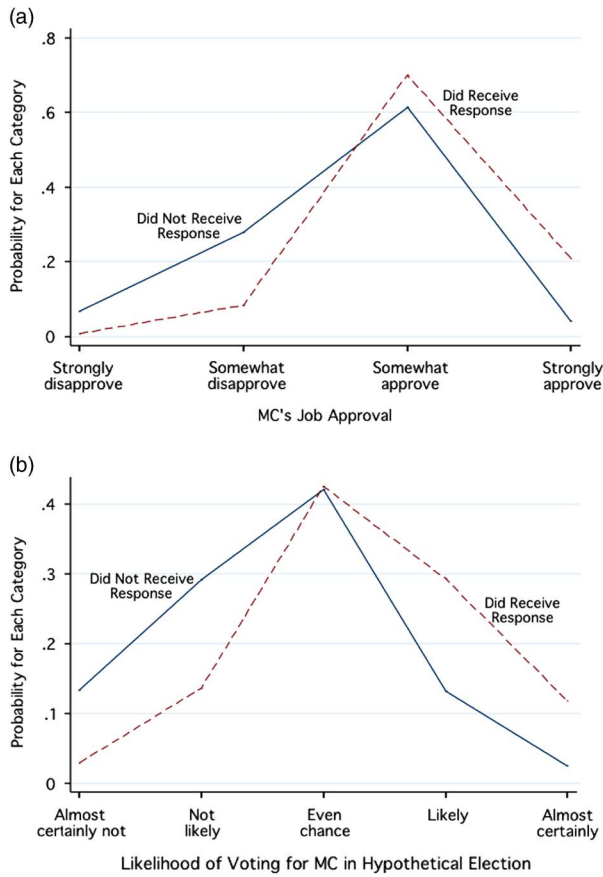 (a)
Probability for Each Category
.8
.6
.4
.2
0
Did Receive
Response
Did Not Receive
Response
Strongly
disapprove
Somewhat
disapprove
Somewhat
approve
Strongly
approve
MC's Job Approval
(b)
Probability for Each Category
.4
.3
.2
.1
0
Did Not Receive
Response
Did Receive
Response
Almost
certainly not
Not
likely
Even
chance
Likely
Almost
certainly
Likelihood of Voting for MC in Hypothetical Election